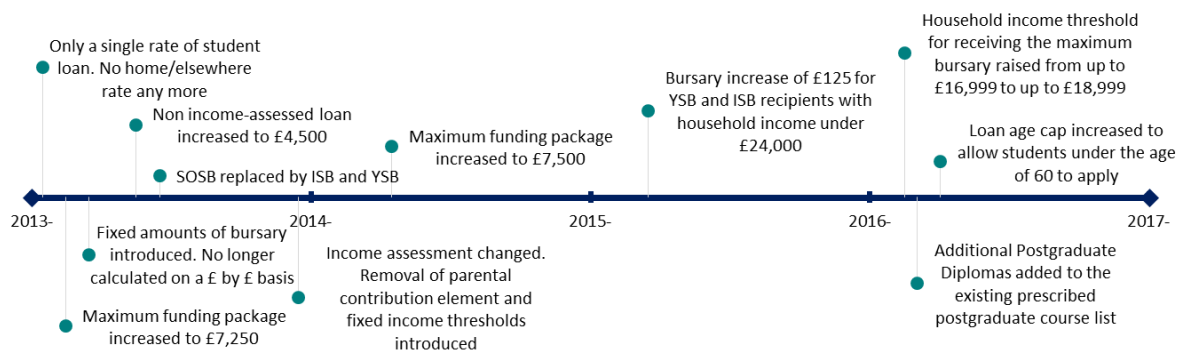 Only a single rate of student
loan. No home/elsewhere
rate any more
Non income-assessed loan
increased to £4,500
SOSB replaced by ISB and YSB
Maximum funding package
increased to £7,500
Bursary increase of £125 for
YSB and ISB recipients with
household income under
£24,000
Household income threshold
for receiving the maximum
bursary raised from up to
£16,999 to up to £18,999
Loan age cap increased to
allow students under the age
of 60 to apply
2013-
2014-
2015-
2016-
2017-
Fixed amounts of bursary
introduced. No longer
calculated on a £ by £ basis
Maximum funding package
increased to £7,250
Income assessment changed.
Removal of parental
contribution element and
fixed income thresholds
introduced
Additional Postgraduate
Diplomas added to the
existing prescribed
postgraduate course list